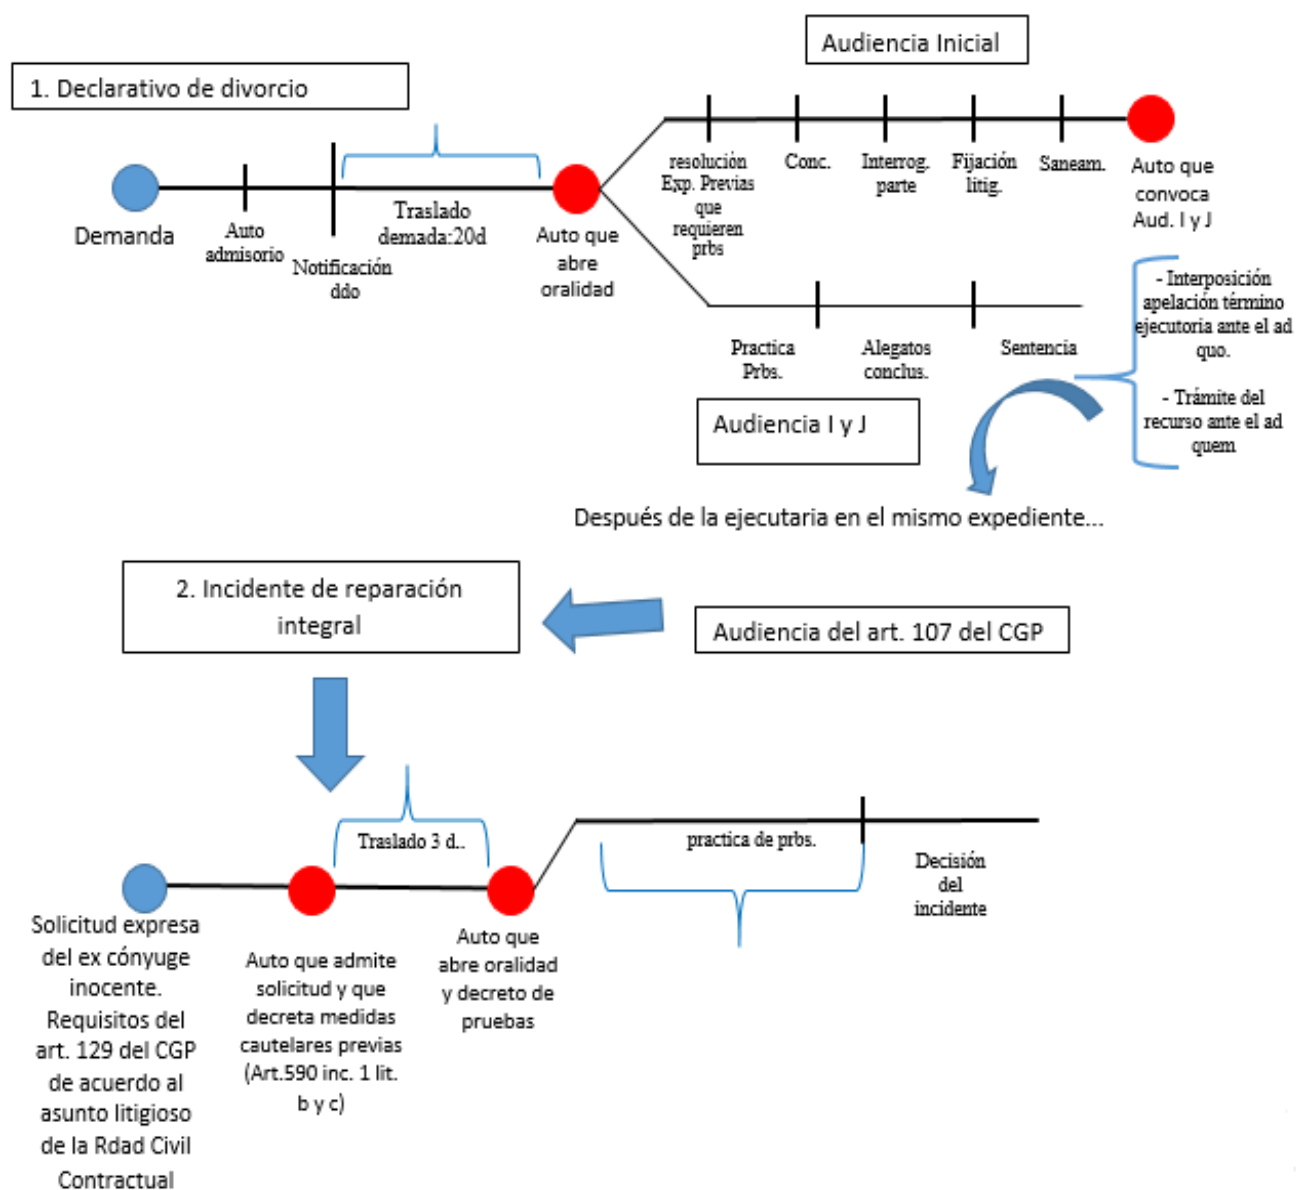 Audiencia Inicial
1. Declarativo de divorcio
Demanda
Auto
admisorio
Notificación
ddo
Traslado
demada:20d
Auto que
abre
oralidad
resolución
Exp. Previas
que
requieren
prbs
Conc.
Interrog.
parte
Fijación
litig.
Saneam.
Auto que
convoca
Aud. I y J
Practica
Prbs.
Alegatos
conclus.
Sentencia
- Interposición
apelación término
ejecutoria ante el ad
quo.
- Trámite del
recurso ante el ad
quem
Audiencia I y J
Después de la ejecutaria en el mismo expediente...
2. Incidente de reparación
integral
Audiencia del art. 107 del CGP
Solicitud expresa
del ex cónyuge
inocente.
Requisitos del
art. 129 del CGP
de acuerdo al
asunto litigioso
de la Rdad Civil
Contractual
Auto que admite
solicitud y que
decreta medidas
cautelares previas
(Art.590 inc. 1 lit.
b y c)
Traslado 3 d..
Auto que
abre oralidad
y decreto de
pruebas
practica de prbs.
Decisión
del
incidente